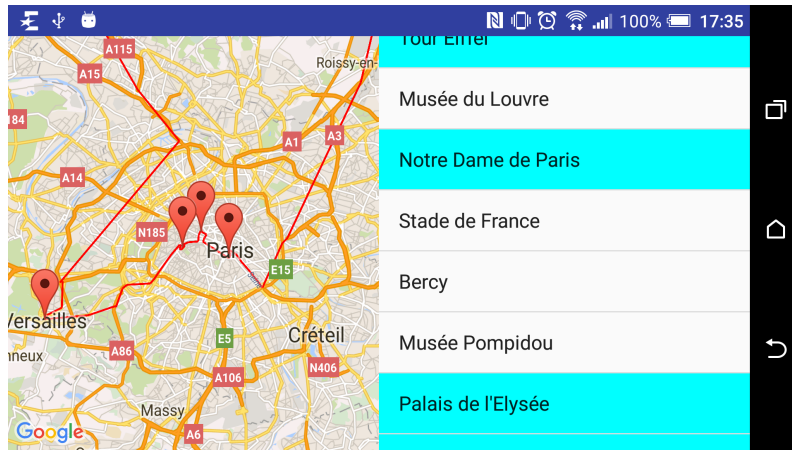 100% 17:35
A115
A15
Roissy-en-
184
A1
A3
A14
N185
Paris
E15
Seine
Versailles
nneux
A86
E5
Créteil
A106
N406
Massy
A6
Google
Tour Eiffel
Musée du Louvre
Notre Dame de Paris
Stade de France
Bercy
Musée Pompidou
Palais de l'Elysée